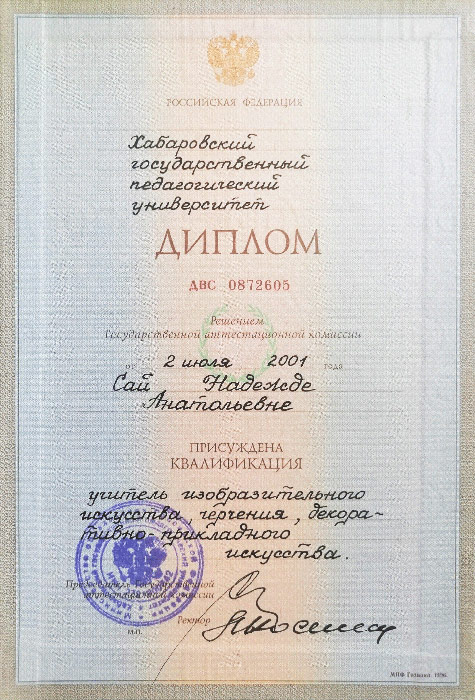 РОССИЙСКАЯ ФЕДЕРАЦИЯ
Хабаровский
государственный
педагогический
университет
ДИПЛОМ
ДВС 0872605
Решением
Государственной аттестационной комиссии
от 2 июля 2001 года
Сай Надежде
Анатольевне
ПРИСУЖДЕНА
КВАЛИФИКАЦИЯ
учитель изобразительного
искусства черчения, декора-
тивно-прикладного
искусства.
Председатель Государственной
аттестационной комиссии
Ректор
м.п.